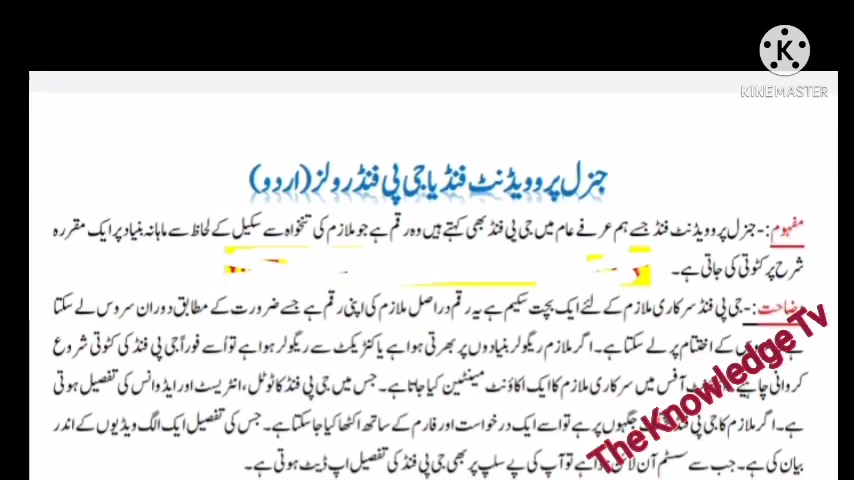 KINEMASTER
جنرل پروویڈنٹ فنڈ یا جی پی فنڈ رولز (اردو)
مفہوم:- جنرل پروویڈنٹ فنڈ جسے ہم عرفے عام میں جی پی فنڈ بھی کہتے ہیں وہ رقم ہے جو ملازم کی تنخواہ سے سکیل کے لحاظ سے ماہانہ بنیاد پر ایک مقررہ
شرح پر کٹوتی کی جاتی ہے۔
وضاحت:- جی پی فنڈ سرکاری ملازم کے لئے ایک بچت سکیم ہے یہ رقم دراصل ملازم کی اپنی رقم ہے جسے ضرورت کے مطابق دوران سروس لے سکتا
ہے کے اختتام پر لے سکتا ہے۔ اگر ملازم ریگولر بنیادوں پر بھرتی ہوا ہے یا کنٹریکٹ سے ریگولر ہوا ہے تو اُسے فوراً جی پی فنڈ کی کٹوتی شروع
کروانی چاہیے آفس میں سرکاری ملازم کا ایک اکاؤنٹ مینٹین کیا جاتا ہے۔ جس میں جی پی فنڈ کا ٹوٹل، انٹریسٹ اور ایڈوانس کی تفصیل ہوتی
ہے۔ اگر ملازم کا جی پی فنڈ جگہوں پر ہے تو اسے ایک درخواست اور فارم کے ساتھ اکٹھا کیا جا سکتا ہے۔ جس کی تفصیل ایک الگ ویڈیوں کے اندر
بیان کی ہے۔ جب سے سسٹم آن لائن ہوا ہے تو آپ کی پے سلپ پر بھی جی پی فنڈ کی تفصیل اپ ڈیٹ ہوتی ہے۔
TheKnowledge Tv